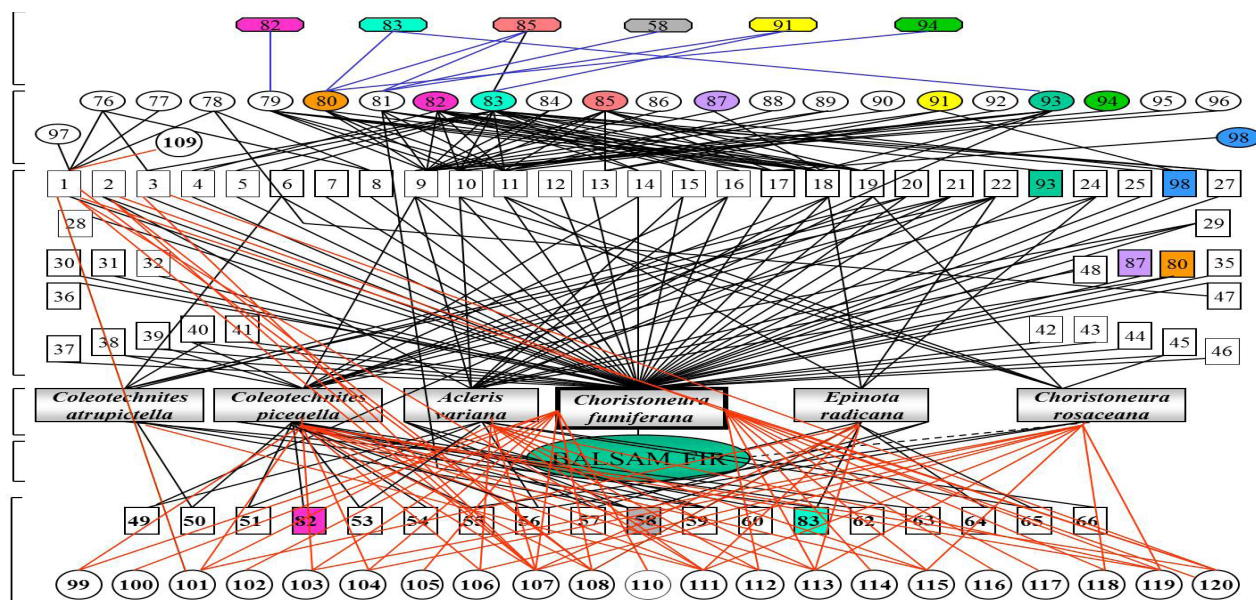 82 83 85 58 91 94
76 77 78 79 80 81 82 83 84 85 86 87 88 89 90 91 92 93 94 95 96
97 109 98
1 2 3 4 5 6 7 8 9 10 11 12 13 14 15 16 17 18 19 20 21 22 93 24 25 98 27
28 29
30 31 32 48 87 80 35
36 47
37 38 39 40 41 42 43 44 45 46
Coleotechnites Coleotechnites Acleris Choristoneura Epinota Choristoneura
atrupictella piceaella variana fumiferana radicana rosaceana
BALSAM FIR
49 50 51 82 53 54 55 56 57 58 59 60 83 62 63 64 65 66
99 100 101 102 103 104 105 106 107 108 110 111 112 113 114 115 116 117 118 119 120